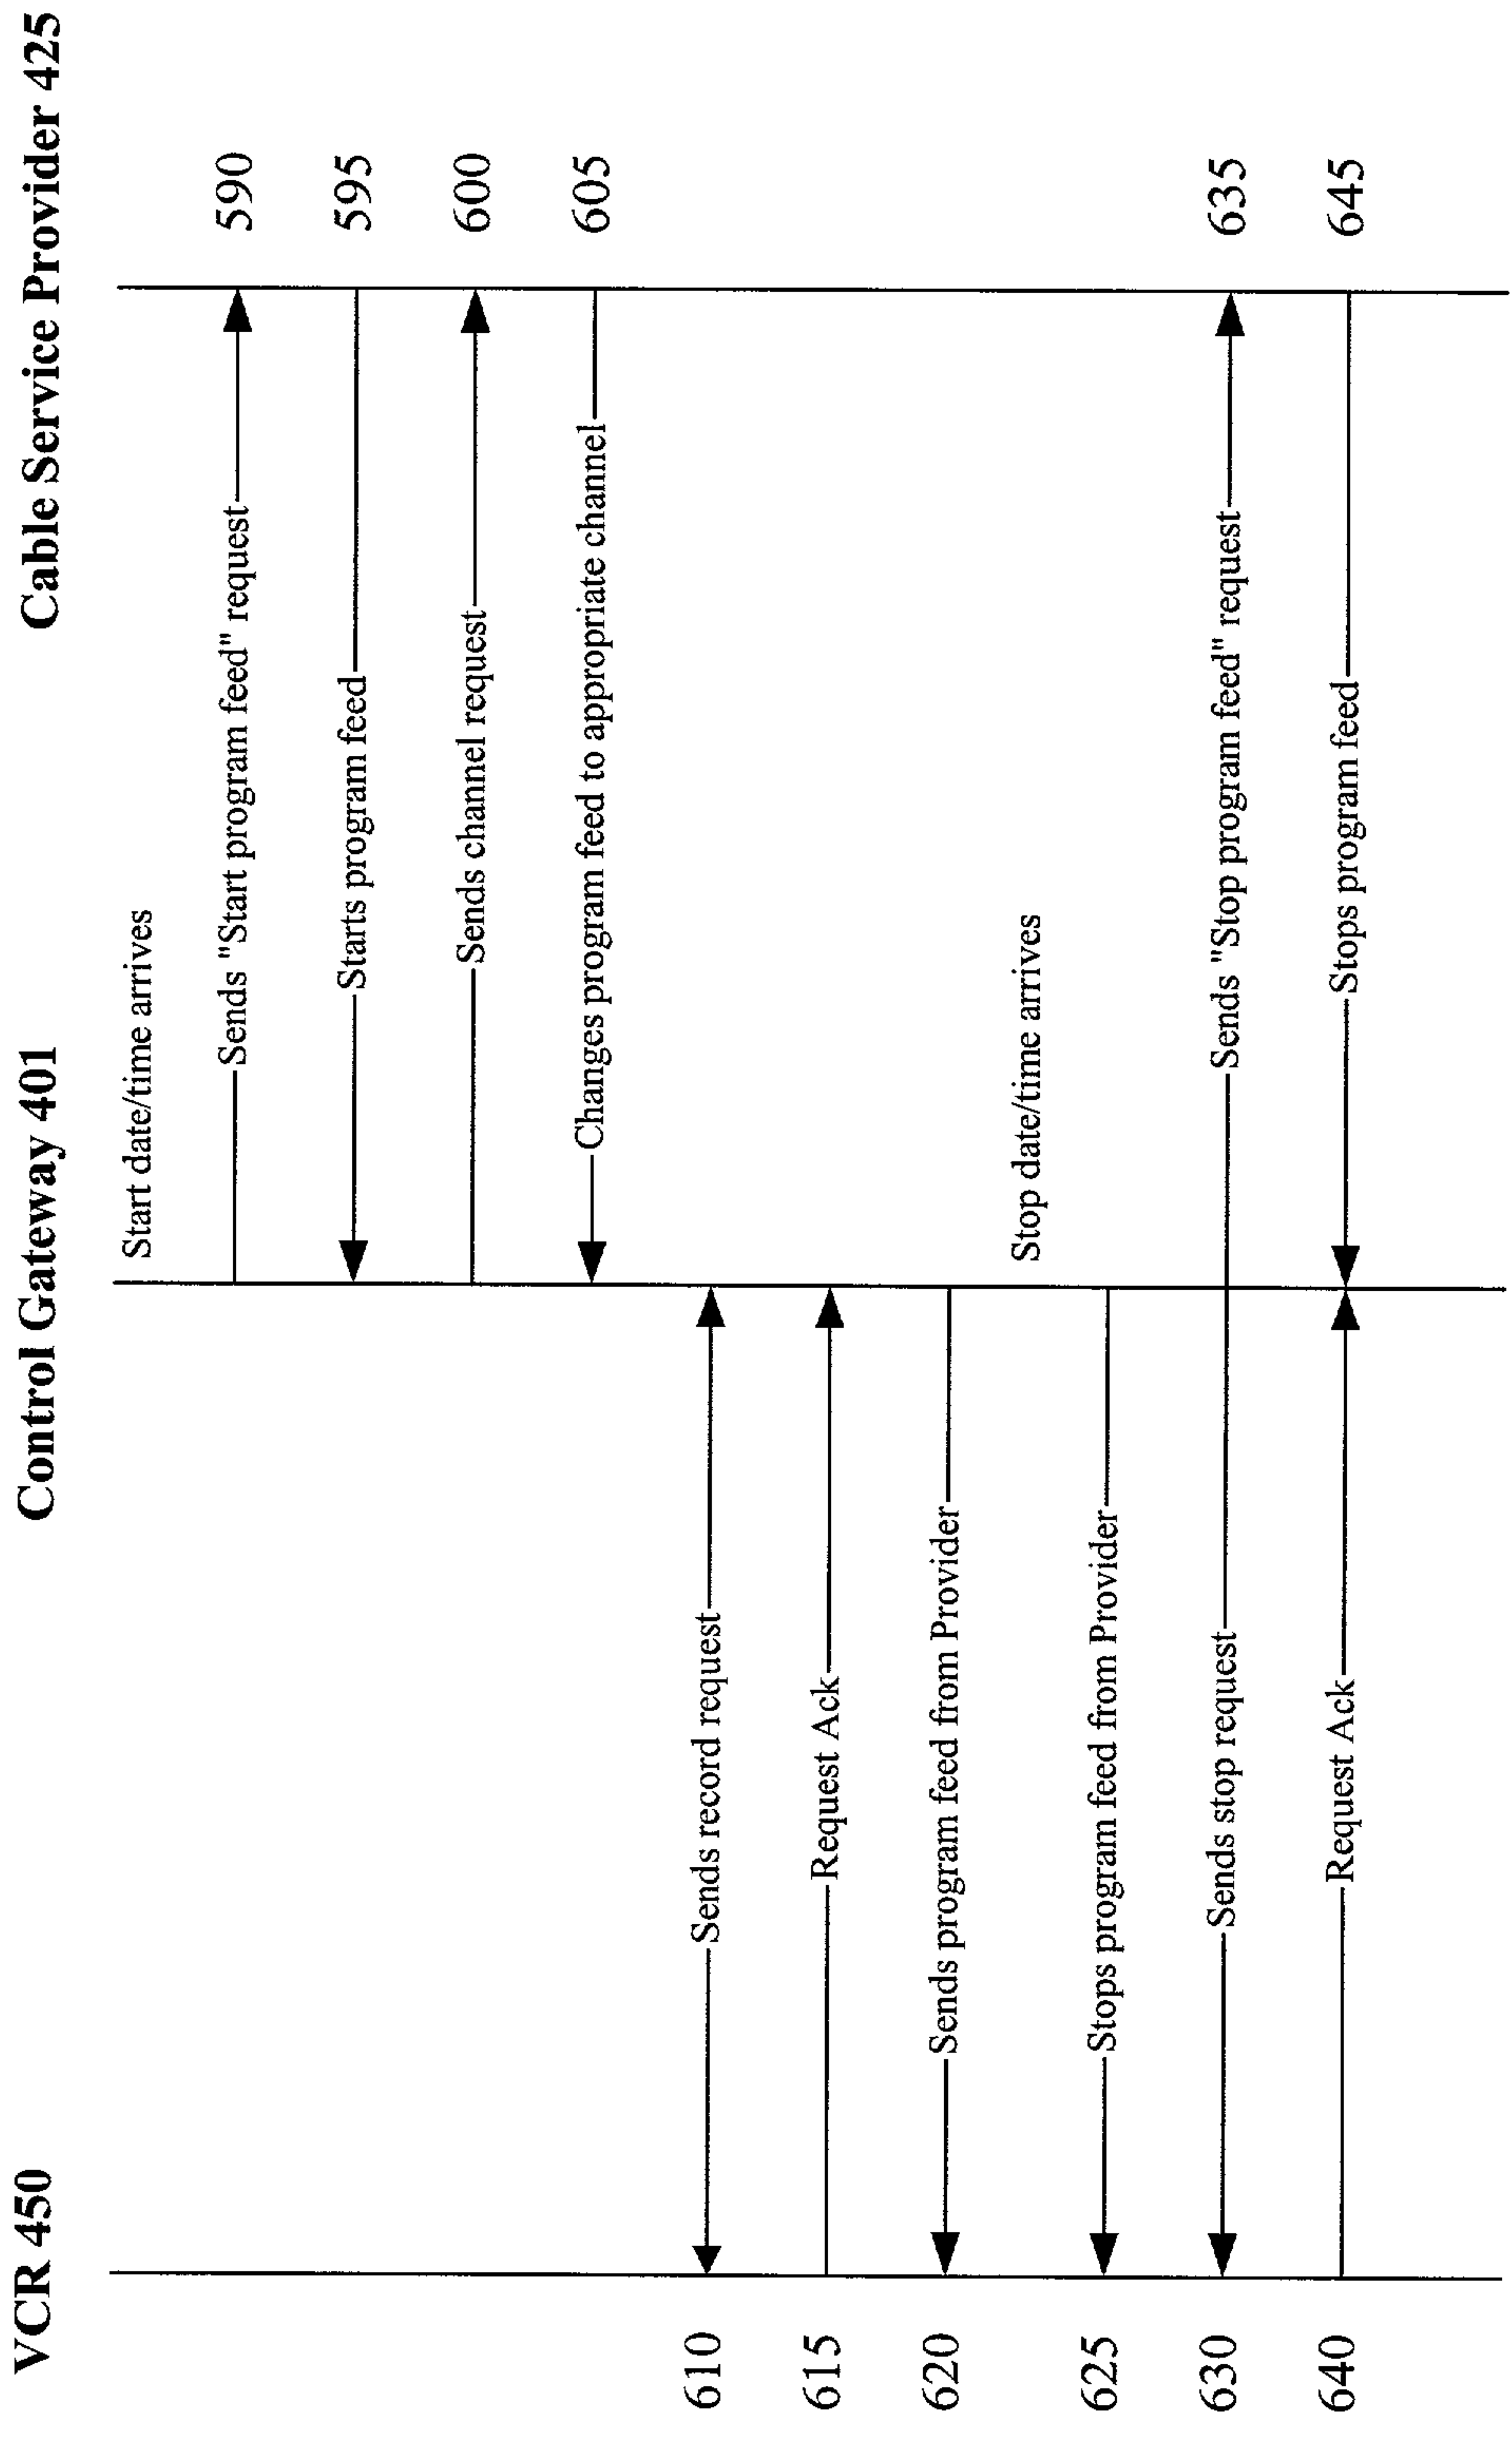 VCR 450
Control Gateway 401
Cable Service Provider 425
Start date/time arrives
Sends "Start program feed" request
590
Starts program feed
595
Sends channel request
600
Changes program feed to appropriate channel
605
610
Sends record request
615
Request Ack
620
Sends program feed from Provider
Stop date/time arrives
625
Stops program feed from Provider
630
Sends stop request
Sends "Stop program feed" request
635
640
Request Ack
Stops program feed
645